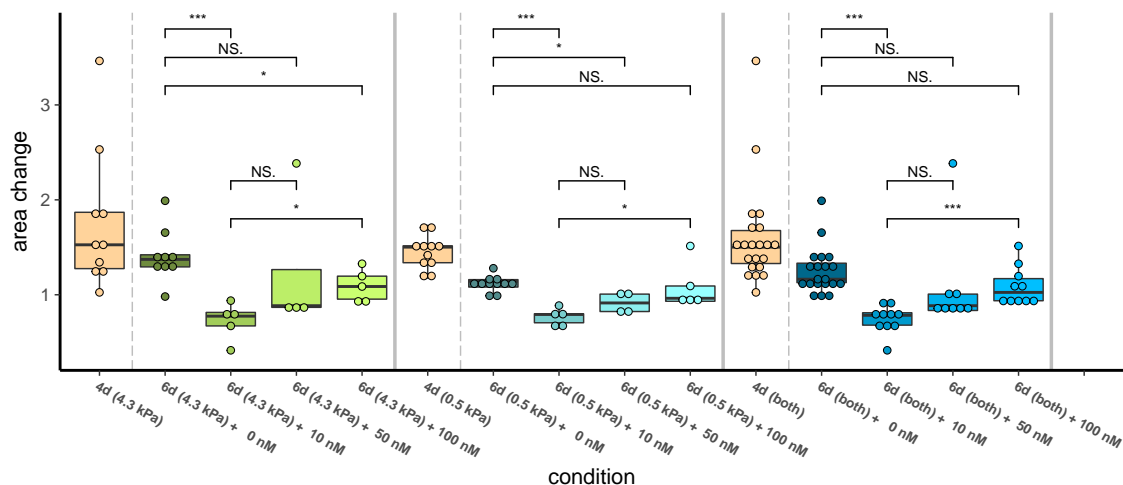 *** *** ***
NS. * NS.
* NS. NS.
3
NS. NS. NS.
2
* * ***
1
area change
4d (4.3 kPa)
6d (4.3 kPa) + 0 nM
6d (4.3 kPa) + 10 nM
6d (4.3 kPa) + 50 nM
6d (4.3 kPa) + 100 nM
4d (0.5 kPa)
6d (0.5 kPa) + 0 nM
6d (0.5 kPa) + 10 nM
6d (0.5 kPa) + 50 nM
6d (0.5 kPa) + 100 nM
4d (both)
6d (both) + 0 nM
6d (both) + 10 nM
6d (both) + 50 nM
6d (both) + 100 nM
condition